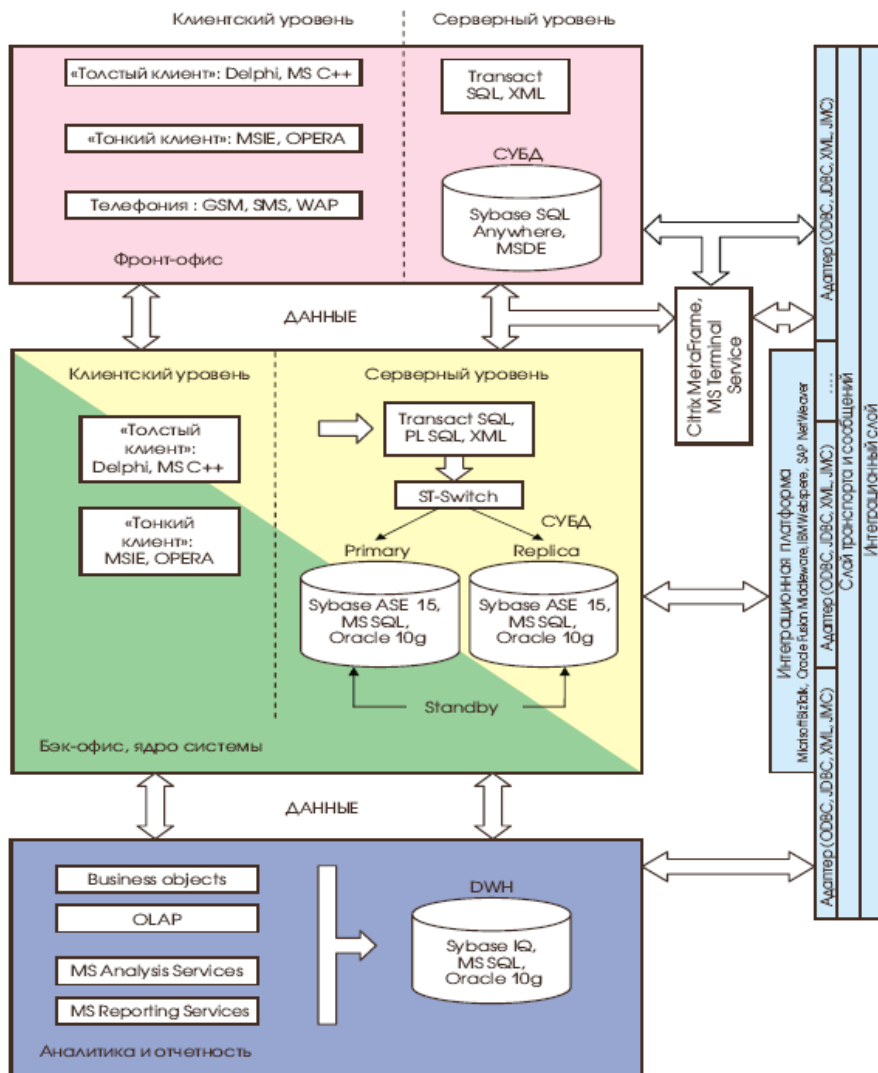 Клиентский уровень
Серверный уровень
«Толстый клиент»: Delphi, MS C++
Transact
SQL, XML
«Тонкий клиент»: MSIE, OPERA
СУБД
Телефония : GSM, SMS, WAP
Sybase SQL
Anywhere,
MSDE
Фронт-офис
ДАННЫЕ
Citrix MetaFrame,
MS Terminal
Service
Клиентский уровень
Серверный уровень
«Толстый
клиент»:
Delphi, MS C++
Transact SQL,
PL SQL, XML
ST-Switch
«Тонкий
клиент»:
MSIE, OPERA
СУБД
Primary
Replica
Sybase ASE 15,
MS SQL,
Oracle 10g
Sybase ASE 15,
MS SQL,
Oracle 10g
Standby
Бэк-офис, ядро системы
ДАННЫЕ
Business objects
OLAP
MS Analysis Services
MS Reporting Services
DWH
Sybase IQ,
MS SQL,
Oracle 10g
Аналитика и отчетность
Интеграционная платформа
MicrisoftBizTalk, Oracle Fusion Middleware, IBM Webspere, SAP NetWeaver
Адаптер (ODBC, JDBC, XML, JMC)
....
Адаптер (ODBC, JDBC, XML, JMC)
Адаптер (ODBC, JDBC, XML, JMC)
Слай транспорта и сообщений
Интеграционный слой